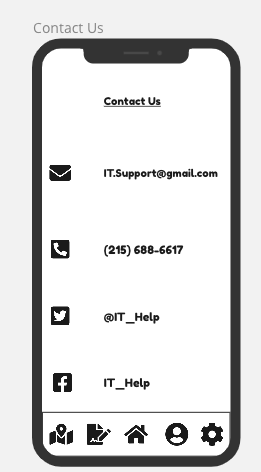 Contact Us
Contact Us
IT.Support@gmail.com
(215) 688-6617
@IT_Help
IT_Help